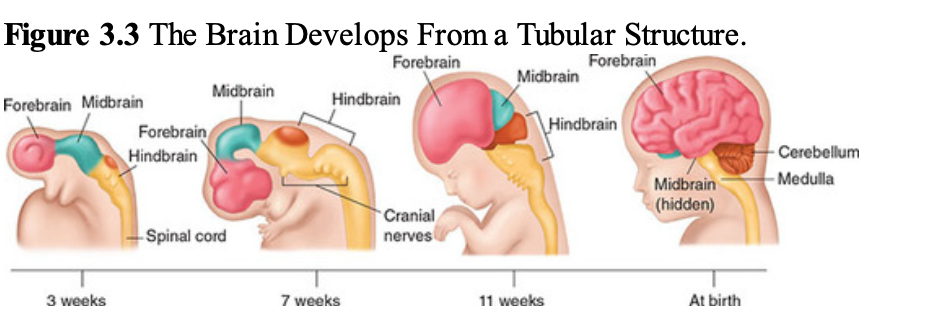 Figure 3.3 The Brain Develops From a Tubular Structure.
Forebrain Midbrain
Hindbrain
Spinal cord
3 weeks
Midbrain
Hindbrain
Forebrain
Cranial
nerves
7 weeks
Forebrain
Midbrain
Hindbrain
11 weeks
Forebrain
Cerebellum
Medulla
Midbrain
(hidden)
At birth